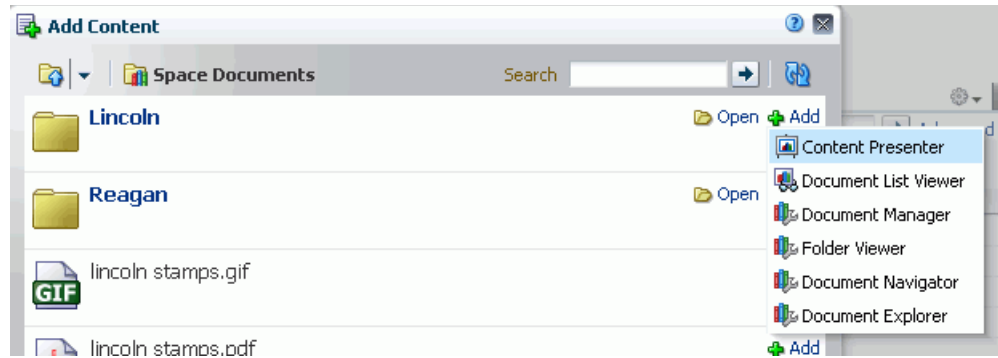 Add Content
Space Documents Search
Lincoln Open Add
Content Presenter
Document List Viewer
Reagan Open
Document Manager
Folder Viewer
lincoln stamps.gif
GIF
Document Navigator
Document Explorer
lincoln stamps.pdf Add